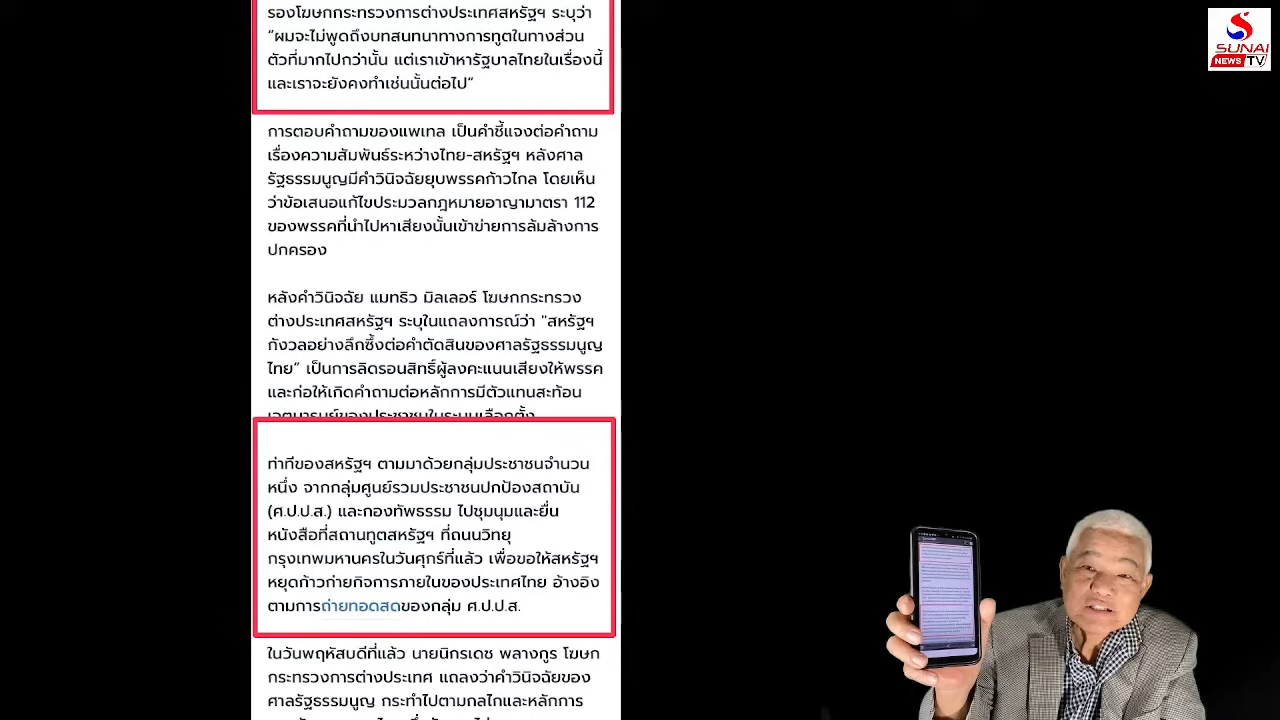 รองโฆษกกระทรวงการต่างประเทศสหรัฐฯ ระบุว่า
“ผมจะไม่พูดถึงบทสนทนาทางการทูตในทางส่วน
ตัวที่มากไปกว่านั้น แต่เราเข้าหารัฐบาลไทยในเรื่องนี้
และเราจะยังคงทำเช่นนั้นต่อไป”
การตอบคำถามของแพเทล เป็นคำชี้แจงต่อคำถาม
เรื่องความสัมพันธ์ระหว่างไทย-สหรัฐฯ หลังศาล
รัฐธรรมนูญมีคำวินิจฉัยยุบพรรคก้าวไกล โดยเห็น
ว่าข้อเสนอแก้ไขประมวลกฎหมายอาญามาตรา 112
ของพรรคที่นำไปหาเสียงนั้นเข้าข่ายการล้มล้างการ
ปกครอง
หลังคำวินิจฉัย แมทธิว มิลเลอร์ โฆษกกระทรวง
ต่างประเทศสหรัฐฯ ระบุในแถลงการณ์ว่า "สหรัฐฯ
กังวลอย่างลึกซึ้งต่อคำตัดสินของศาลรัฐธรรมนูญ
ไทย” เป็นการลิดรอนสิทธิ์ผู้ลงคะแนนเสียงให้พรรค
และก่อให้เกิดคำถามต่อหลักการมีตัวแทนสะท้อน
เจตนารมณ์ของประชาชนในระบบเลือกตั้ง
ท่าทีของสหรัฐฯ ตามมาด้วยกลุ่มประชาชนจำนวน
หนึ่ง จากกลุ่มศูนย์รวมประชาชนปกป้องสถาบัน
(ศ.ป.ป.ส.) และกองทัพธรรม ไปชุมนุมและยื่น
หนังสือที่สถานทูตสหรัฐฯ ที่ถนนวิทยุ
กรุงเทพมหานครในวันศุกร์ที่แล้ว เพื่อขอให้สหรัฐฯ
หยุดก้าวก่ายกิจการภายในของประเทศไทย อ้างอิง
ตามการถ่ายทอดสดของกลุ่ม ศ.ป.ป.ส.
ในวันพฤหัสบดีที่แล้ว นายนิกรเดช พลางกูร โฆษก
กระทรวงการต่างประเทศ แถลงว่าคำวินิจฉัยของ
ศาลรัฐธรรมนูญ กระทำไปตามกลไกและหลักการ
SUNAI
NEWS TV